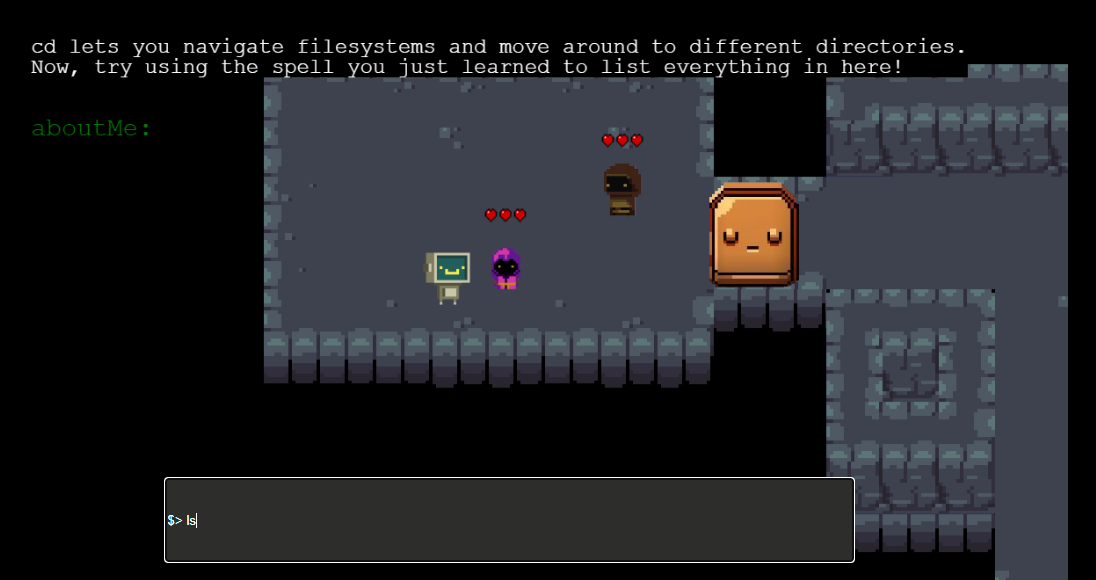 cd lets you navigate filesystems and move around to different directories.
Now, try using the spell you just learned to list everything in here!
aboutMe:
$> ls